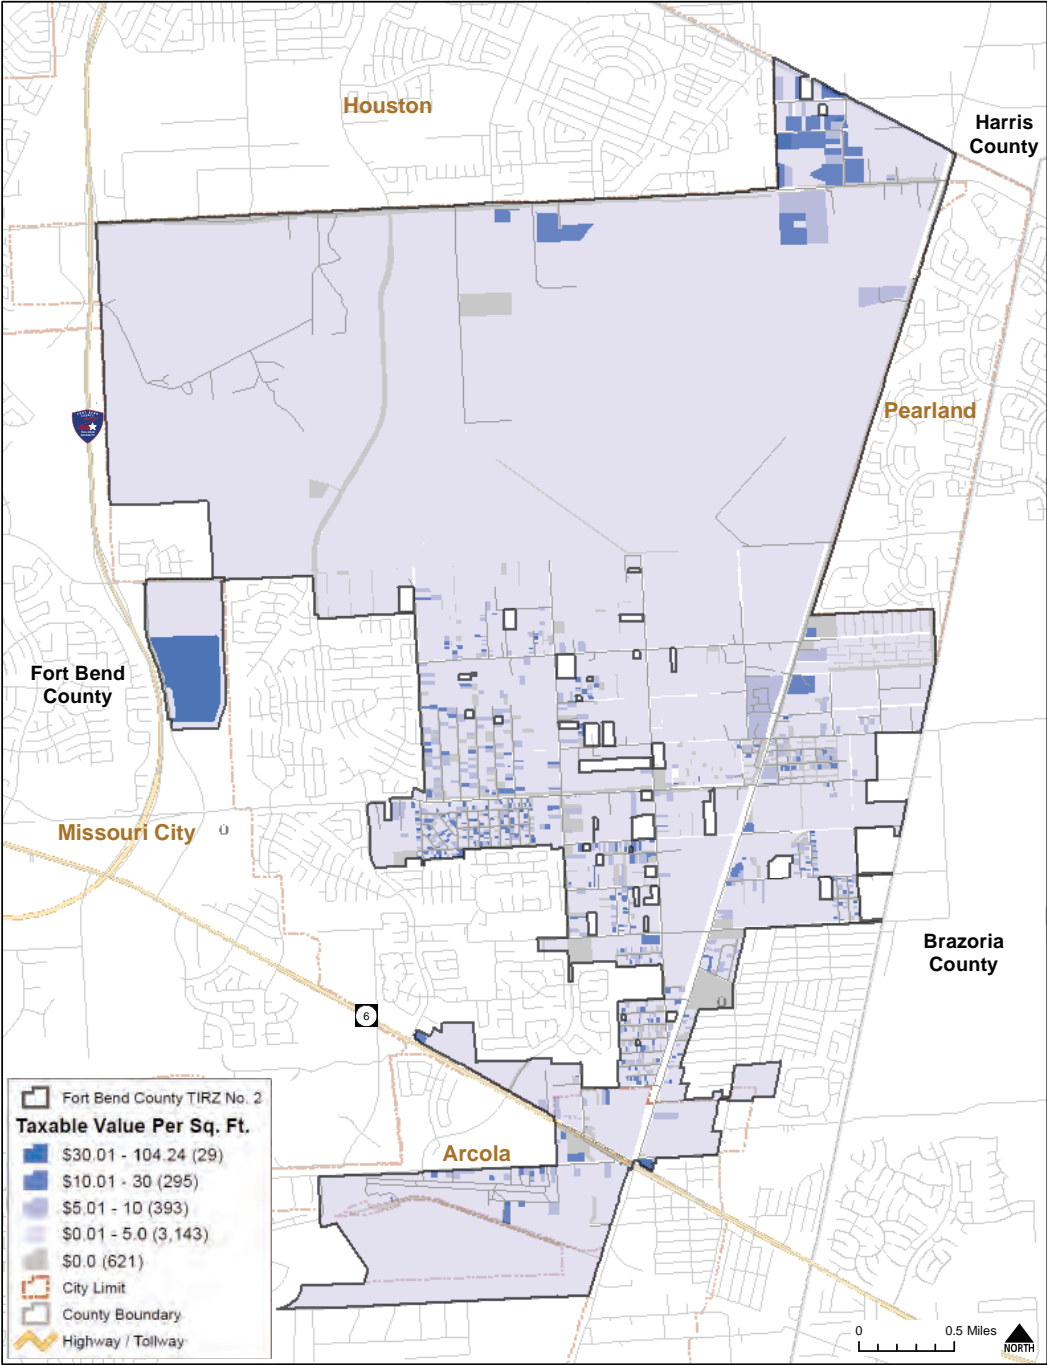 Houston
Harris
County
Pearland
Fort Bend
County
Missouri City
Brazoria
County
6
Arcola
Fort Bend County TIRZ No. 2
Taxable Value Per Sq. Ft.
$30.01 - 104.24 (29)
$10.01 - 30 (295)
$5.01 - 10 (393)
$0.01 - 5.0 (3,143)
$0.0 (621)
City Limit
County Boundary
Highway / Tollway
0 0.5 Miles
NORTH